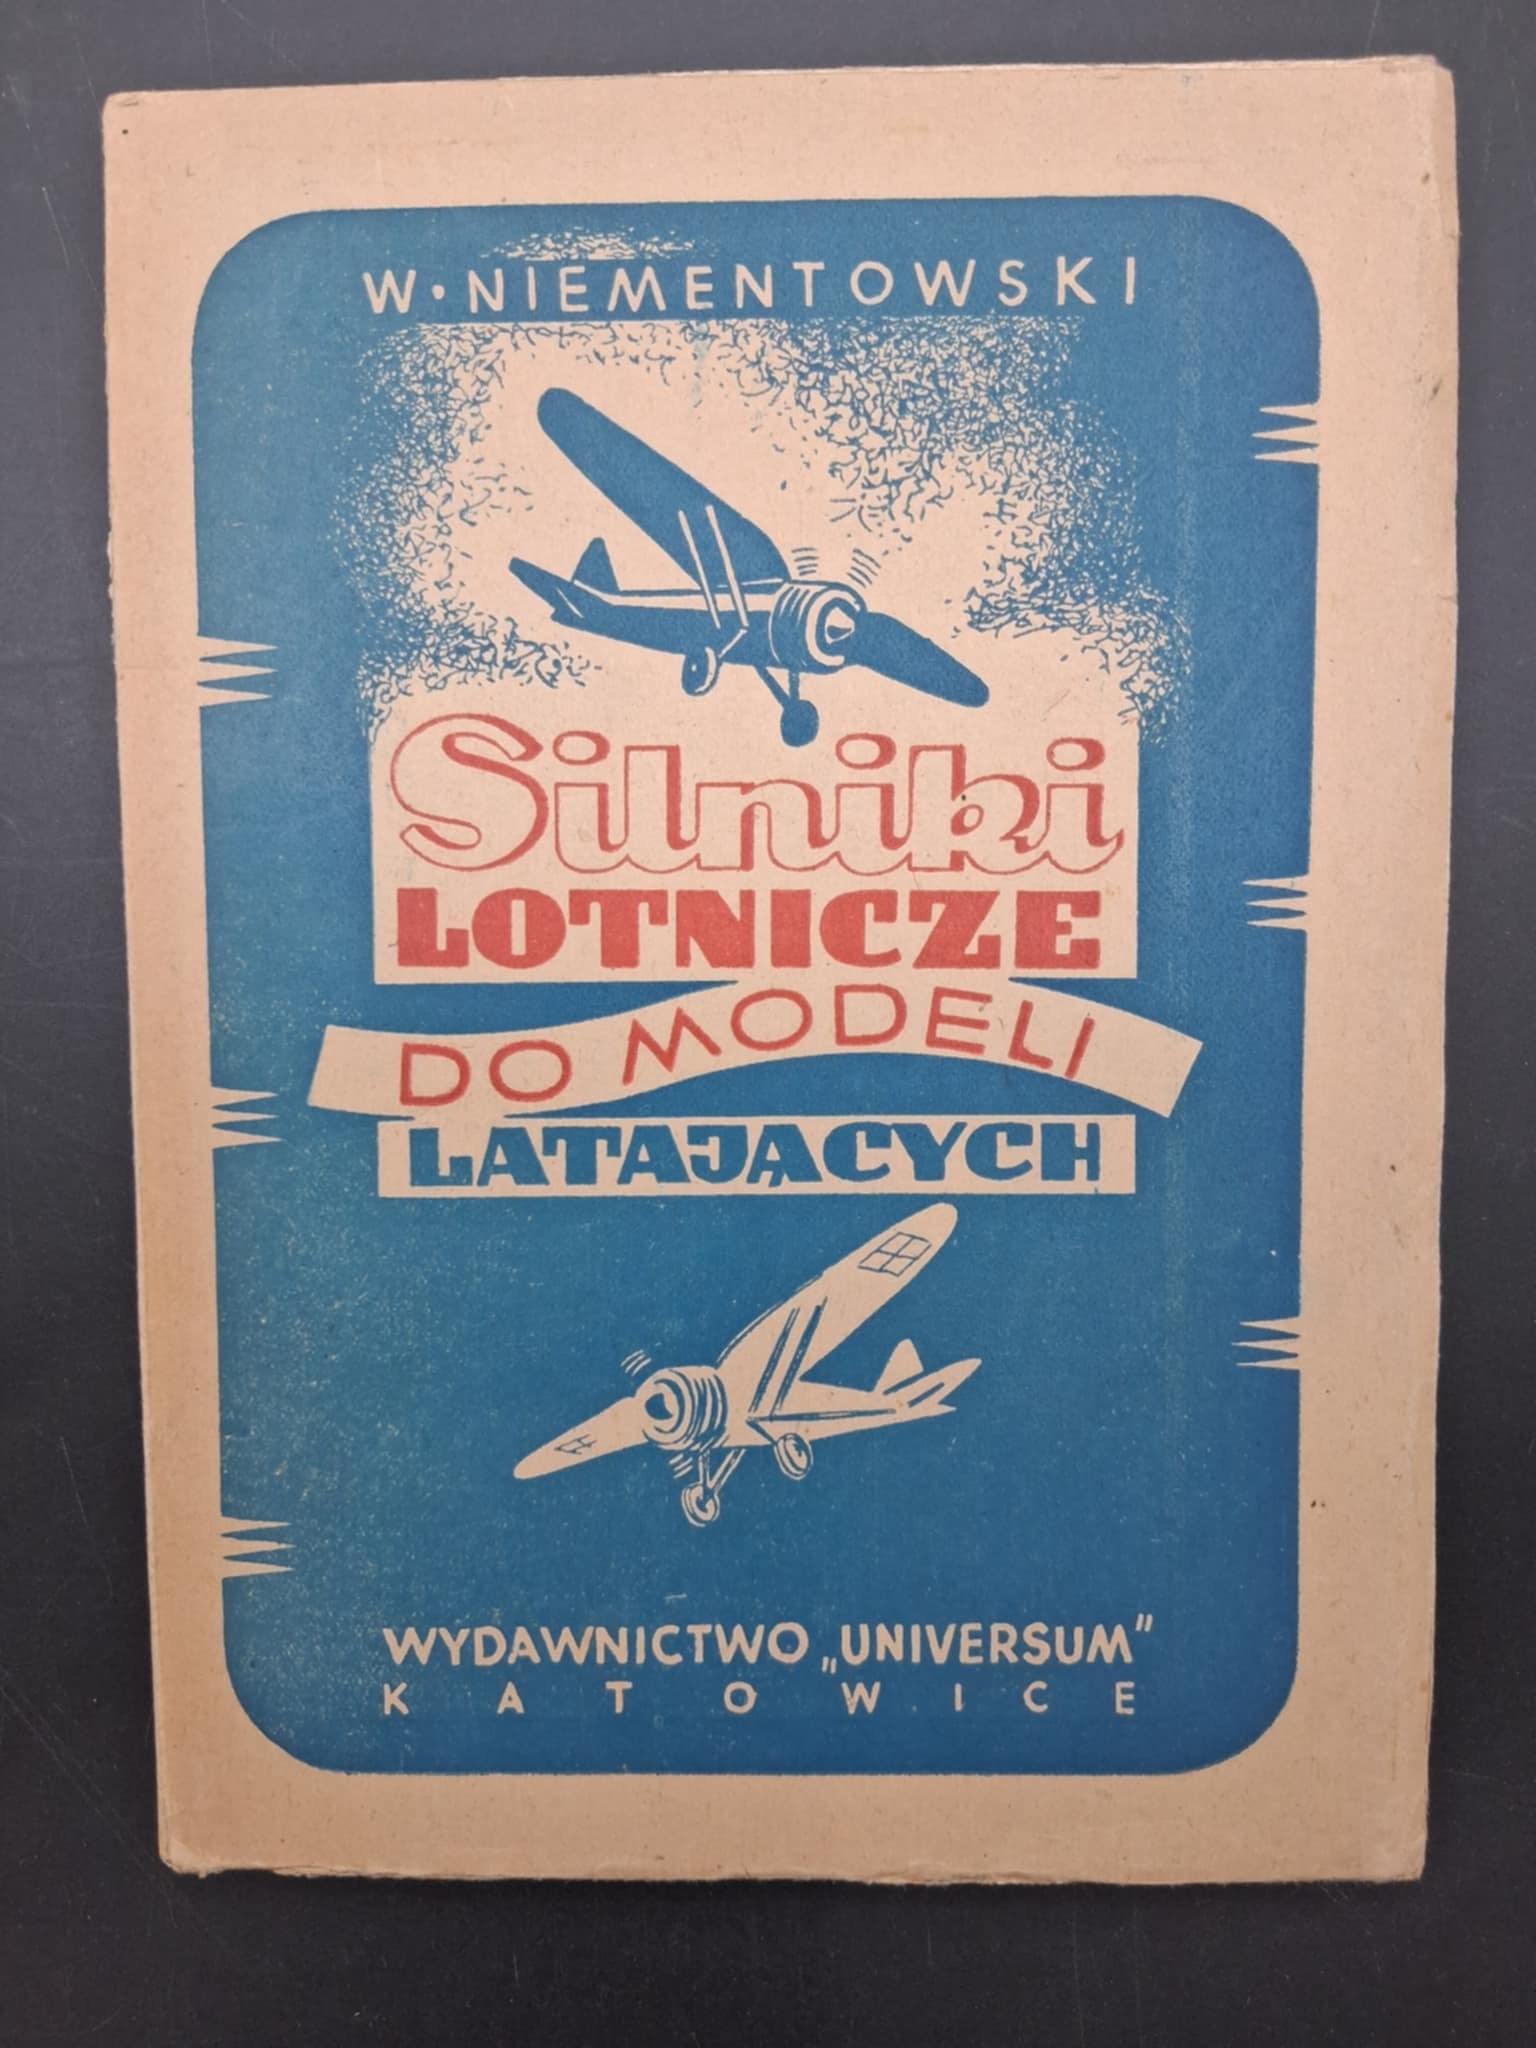 W. NIEMENTOWSKI
Silniki
LOTNICZE
DO MODELI
LATAJĄCYCH
WYDAWNICTWO „UNIVERSUM"
KATOWICE